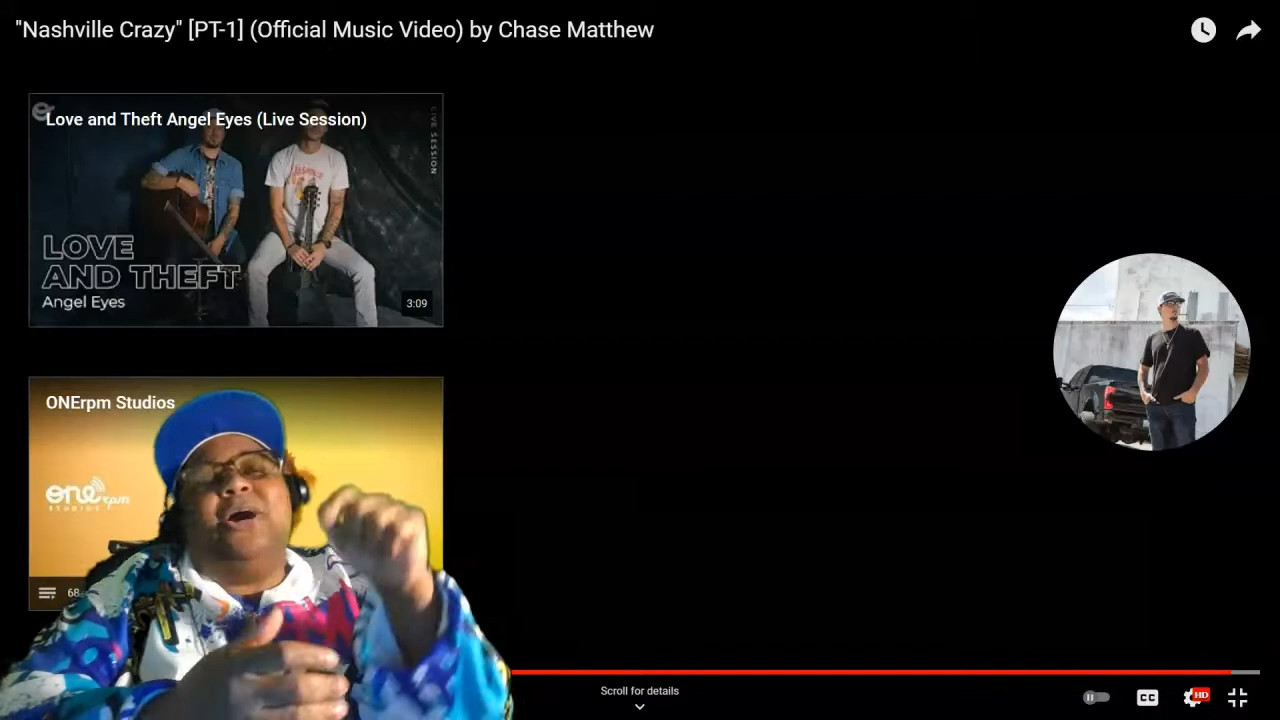 "Nashville Crazy" [PT-1] (Official Music Video) by Chase Matthew
Love and Theft Angel Eyes (Live Session)
LIVE SESSION
LOVE
AND THEFT
Angel Eyes
3:09
ONErpm Studios
one rpm
STUDIOS
68
Scroll for details
CC
HD